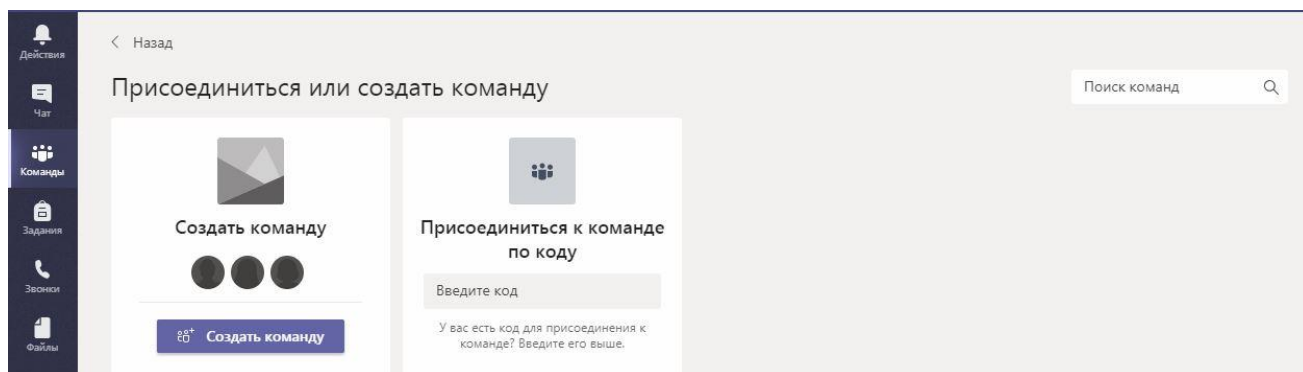 Действия
Чат
Команды
Задания
Звонки
Файлы
Назад
Присоединиться или создать команду
Поиск команд
Создать команду
Создать команду
Присоединиться к команде
по коду
Введите код
У вас есть код для присоединения к
команде? Введите его выше.